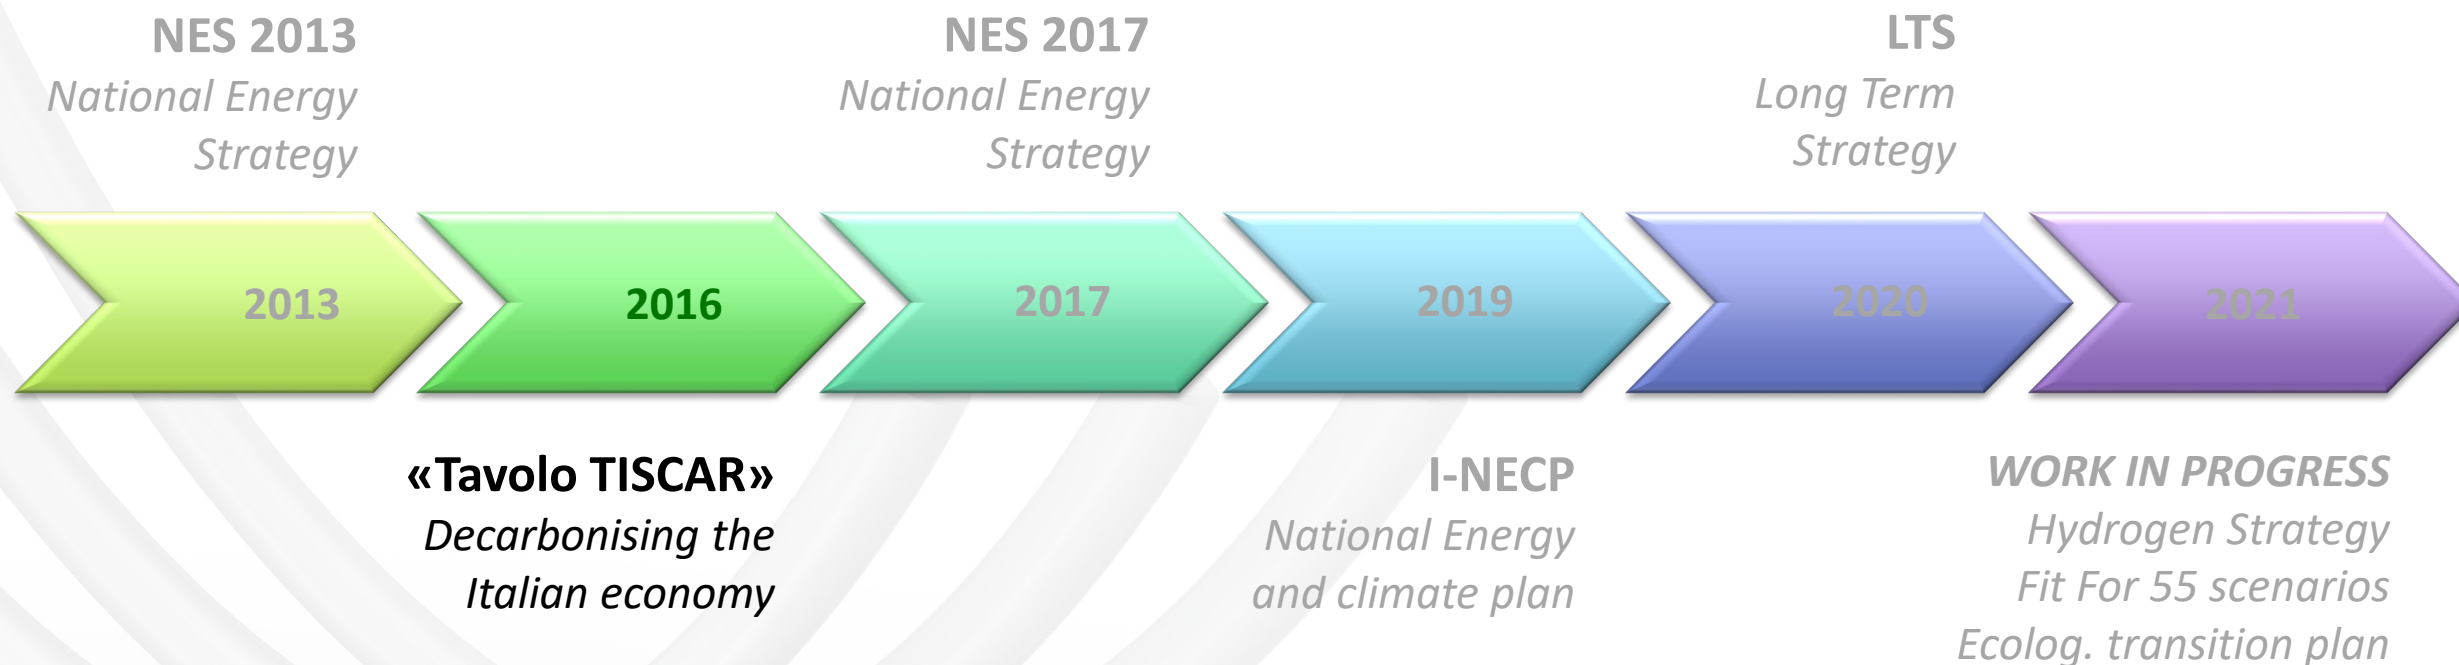 NES 2013
National Energy
Strategy
NES 2017
National Energy
Strategy
LTS
Long Term
Strategy
2013
2016
2017
2019
2020
2021
«Tavolo TISCAR»
Decarbonising the
Italian economy
I-NECP
National Energy
and climate plan
WORK IN PROGRESS
Hydrogen Strategy
Fit For 55 scenarios
Ecolog. transition plan